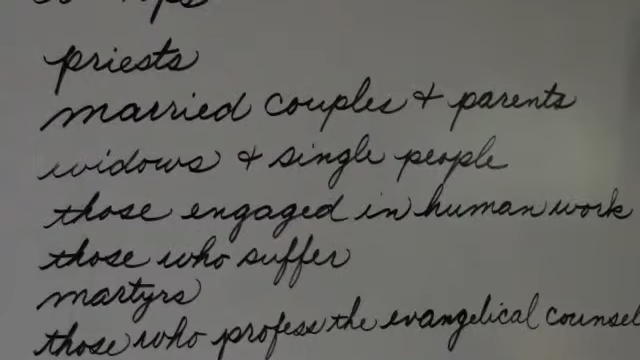 priests
married couples + parents
widows + single people
those engaged in human work
those who suffer
martyrs
those who profess the evangelical counsel